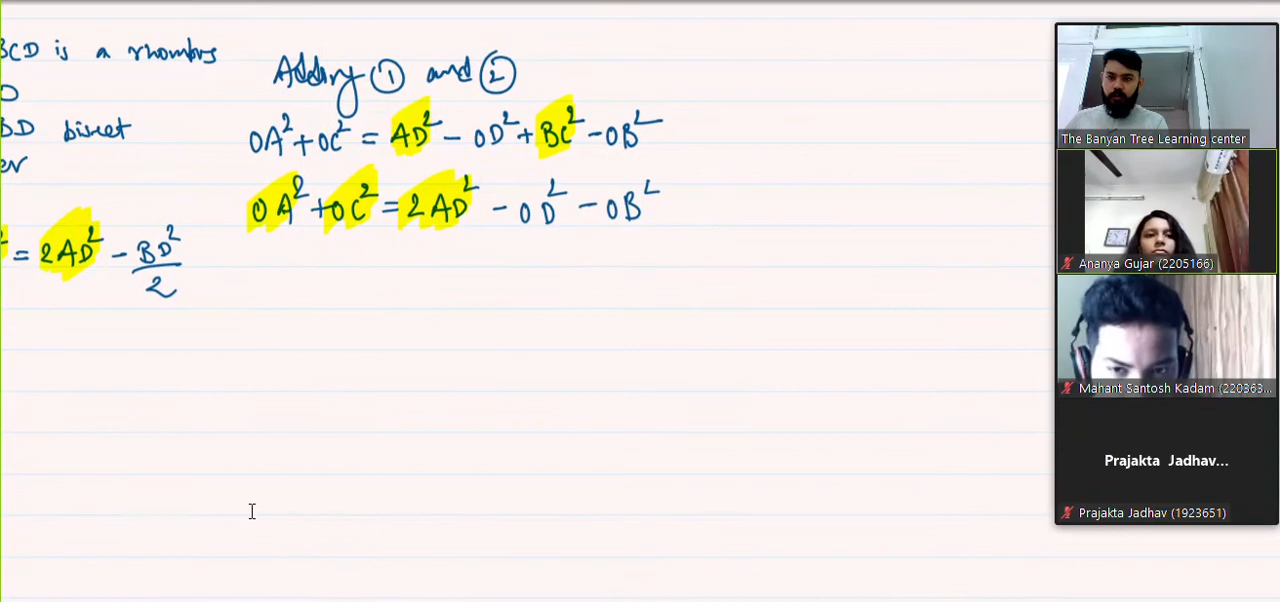 BCD is a rhombus
O
BD bisect
er
= 2AD² - BD²/2
Adding ① and ②
OA² + OC² = AD² - OD² + BC² - OB²
OA² + OC² = 2AD² - OD² - OB²
The Banyan Tree Learning center
Ananya Gujar (2205166)
Mahant Santosh Kadam (220363...
Prajakta Jadhav...
Prajakta Jadhav (1923651)